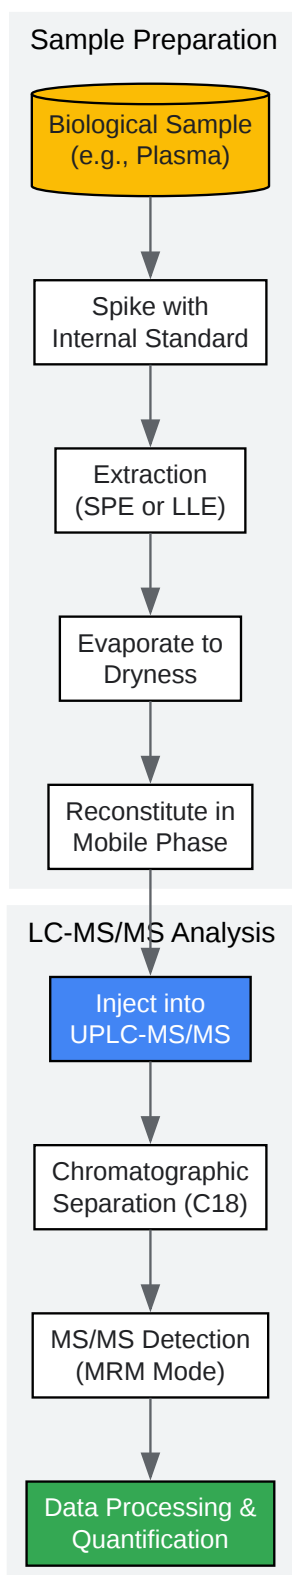 Sample Preparation
Biological Sample
(e.g., Plasma)
Spike with
Internal Standard
Extraction
(SPE or LLE)
Evaporate to
Dryness
Reconstitute in
Mobile Phase
LC-MS/MS Analysis
Inject into
UPLC-MS/MS
Chromatographic
Separation (C18)
MS/MS Detection
(MRM Mode)
Data Processing &
Quantification